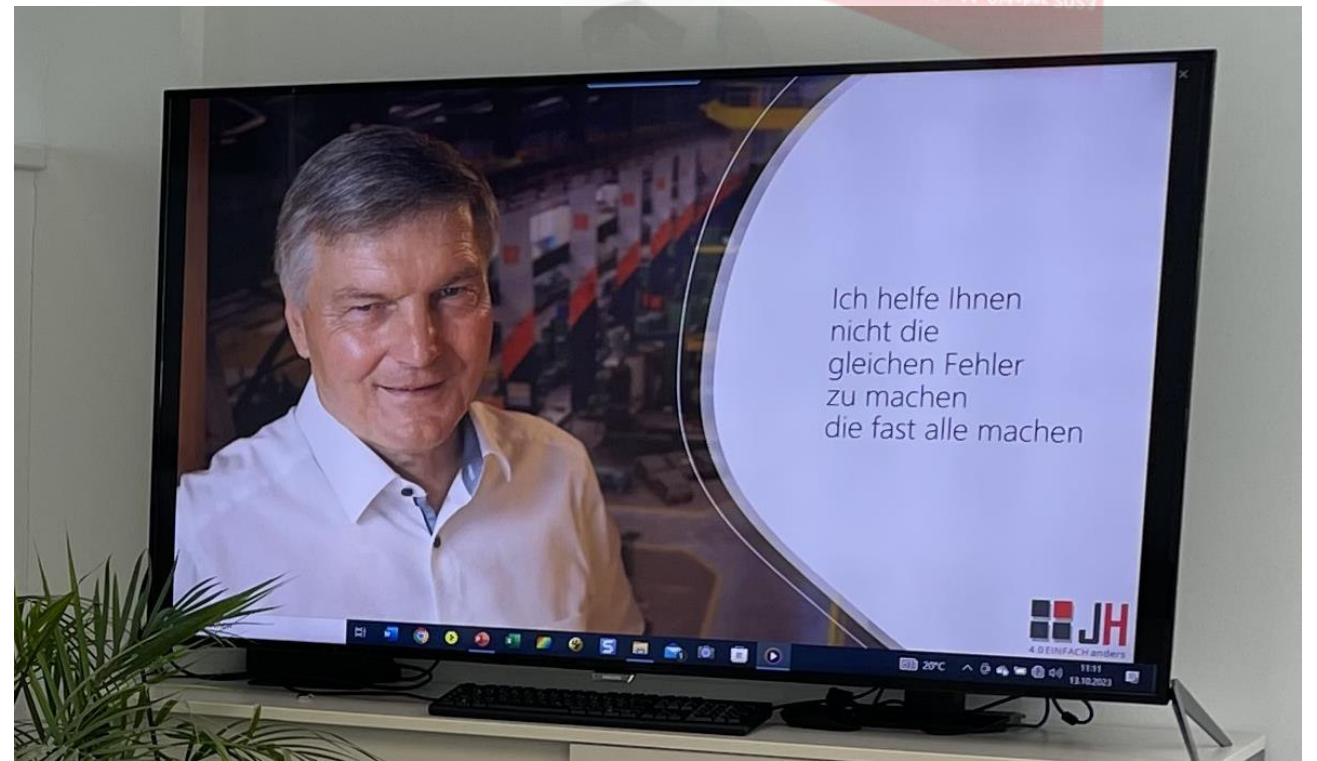 Ich helfe Ihnen
nicht die
gleichen Fehler
zu machen
die fast alle machen
JH
4.0 EINFACH anders
20°C
11:11
13.10.2023